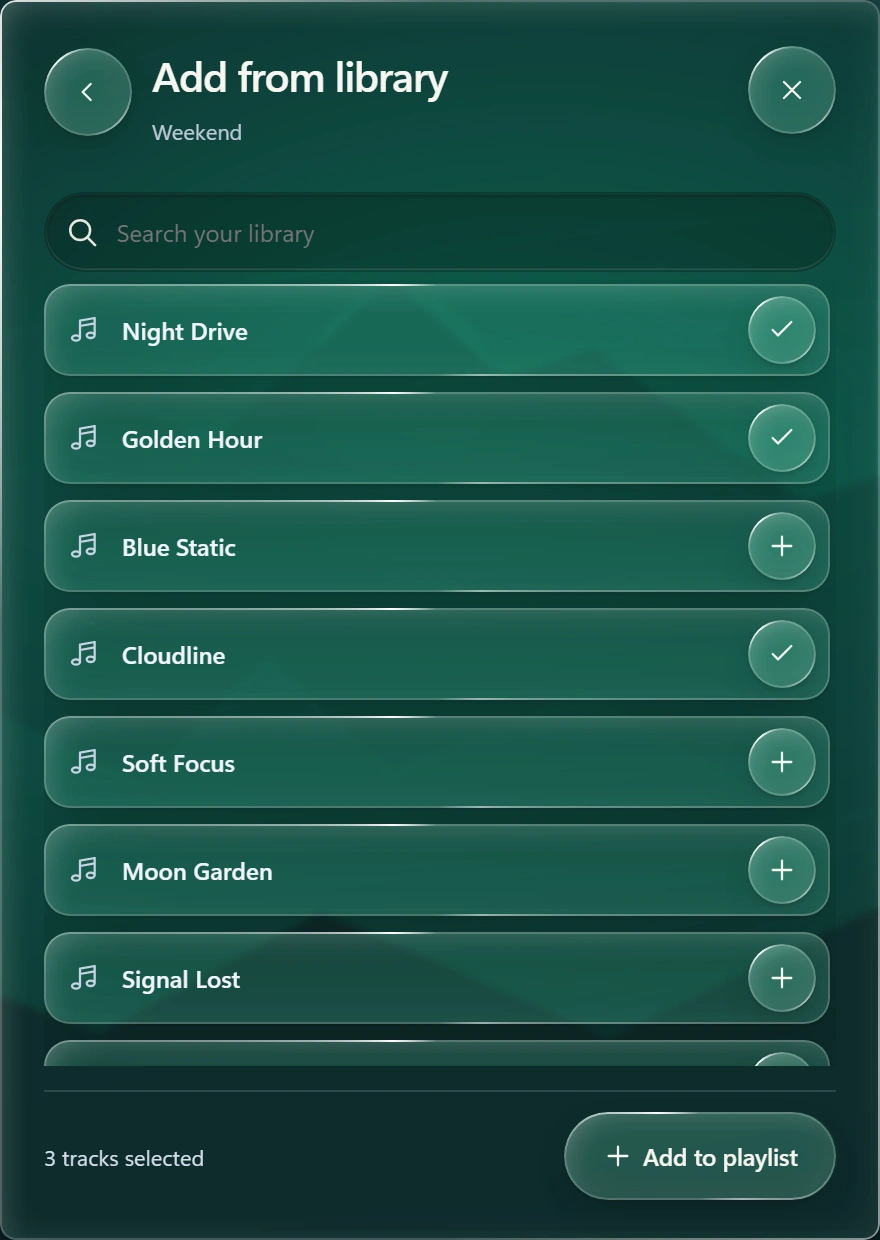 Add from library
Weekend
Search your library
Night Drive
Golden Hour
Blue Static
Cloudline
Soft Focus
Moon Garden
Signal Lost
3 tracks selected
Add to playlist